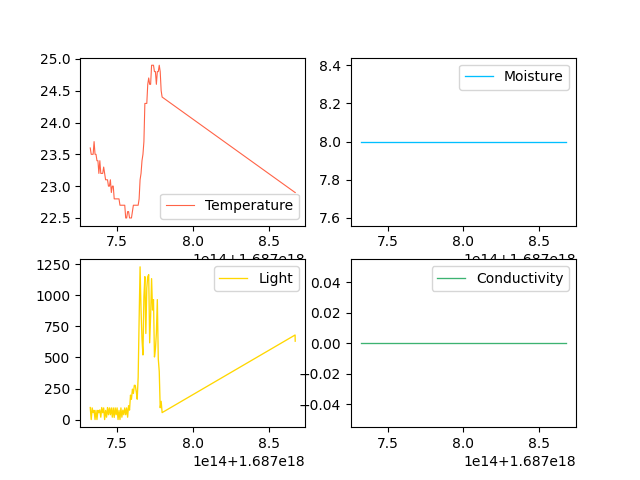 25.0
24.5
24.0
23.5
23.0
22.5
Temperature
7.5 8.0 8.5
1e14+1.687e18
8.4
8.2
8.0
7.8
7.6
Moisture
7.5 8.0 8.5
1e14+1.687e18
1250
1000
750
500
250
0
Light
7.5 8.0 8.5
1e14+1.687e18
0.04
0.02
0.00
−0.02
−0.04
Conductivity
7.5 8.0 8.5
1e14+1.687e18